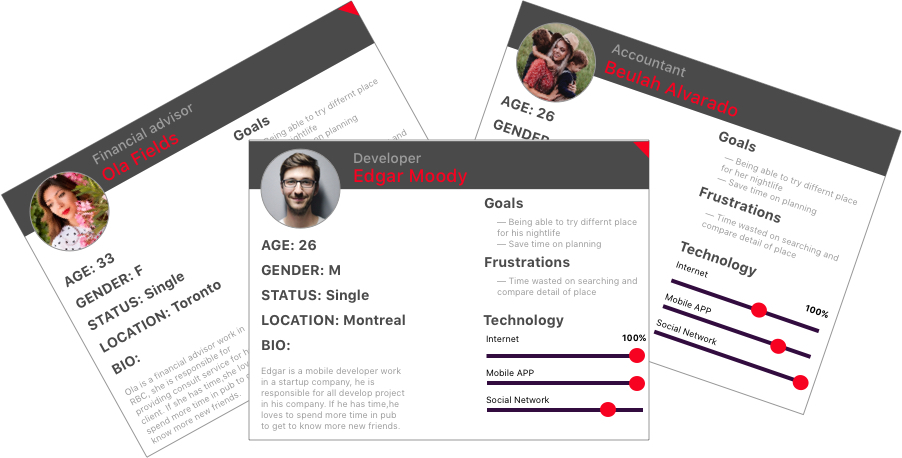 Financial advisor
Ola Fields
AGE: 33
GENDER: F
STATUS: Single
LOCATION: Toronto
BIO:
Ola is a financial advisor work in
RBC, she is responsible for
providing consult service for h
client. If she has time,she lov
spend more time in pub to
know more new friends.
Goals
Being able to try differnt place
nightlife
on planning
and
Developer
Edgar Moody
AGE: 26
GENDER: M
STATUS: Single
LOCATION: Montreal
BIO:
Edgar is a mobile developer work
in a startup company, he is
responsible for all develop project
in his company. If he has time,he
loves to spend more time in pub
to get to know more new friends.
Goals
— Being able to try differnt place
for his nightlife
— Save time on planning
Frustrations
— Time wasted on searching and
compare detail of place
Technology
Internet 100%
Mobile APP
Social Network
Accountant
Beulah Alvarado
AGE: 26
GENDER
Goals
— Being able to try differnt place
for her nightlife
— Save time on planning
Frustrations
— Time wasted on searching and
compare detail of place
Technology
Internet 100%
Mobile APP
Social Network